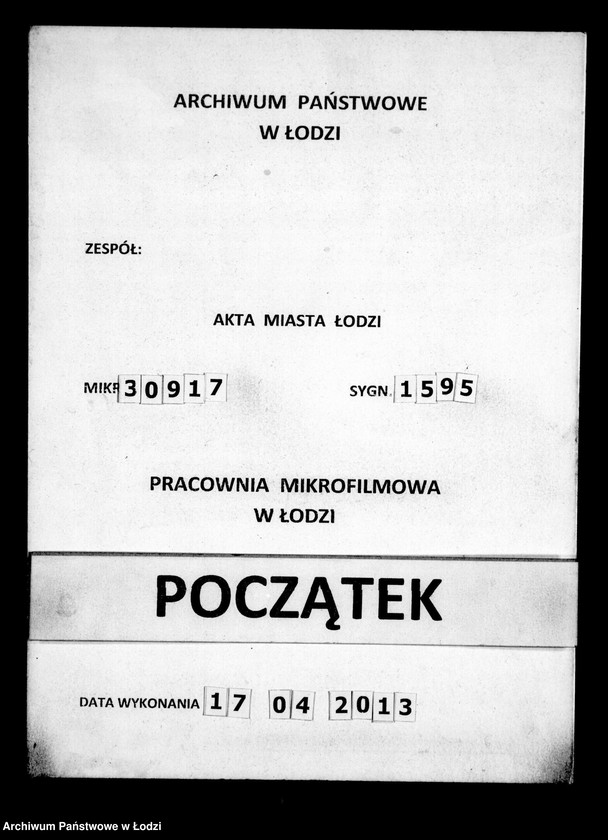 ARCHIWUM PAŃSTWOWE
W ŁODZI
ZESPÓŁ:
AKTA MIASTA ŁODZI
MIKR 30917 SYGN. 1595
PRACOWNIA MIKROFILMOWA
W ŁODZI
POCZĄTEK
DATA WYKONANIA 17 04 2013
Archiwum Państwowe w Łodzi